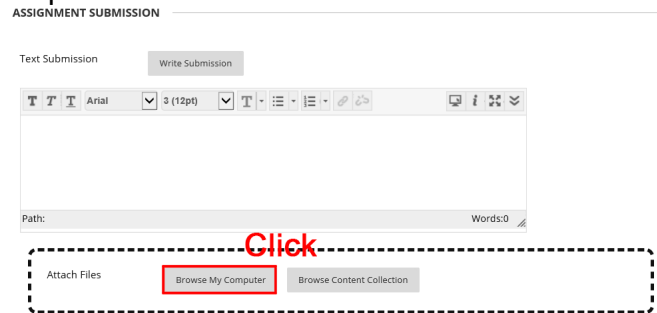 ASSIGNMENT SUBMISSION
Text Submission
Write Submission
T T T Arial 3 (12pt) T i
Path: Words:0
Click
Attach Files
Browse My Computer
Browse Content Collection